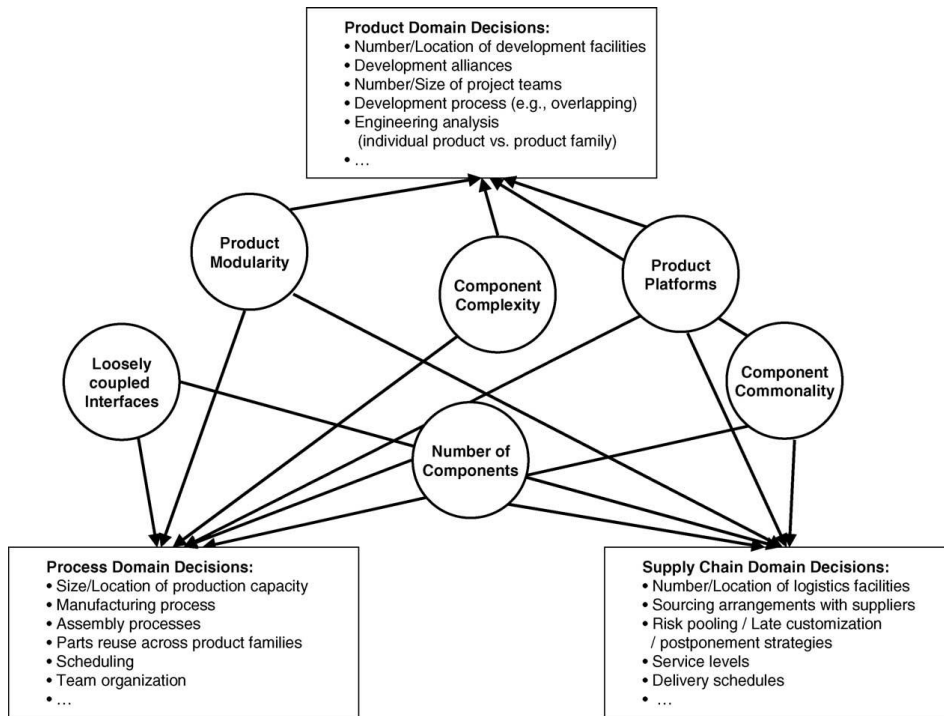 Product Domain Decisions:
• Number/Location of development facilities
• Development alliances
• Number/Size of project teams
• Development process (e.g., overlapping)
• Engineering analysis
(individual product vs. product family)
• ...
Product
Modularity
Component
Complexity
Product
Platforms
Loosely
coupled
Interfaces
Component
Commonality
Number of
Components
Process Domain Decisions:
• Size/Location of production capacity
• Manufacturing process
• Assembly processes
• Parts reuse across product families
• Scheduling
• Team organization
• ...
Supply Chain Domain Decisions:
• Number/Location of logistics facilities
• Sourcing arrangements with suppliers
• Risk pooling / Late customization
/ postponement strategies
• Service levels
• Delivery schedules
• ...